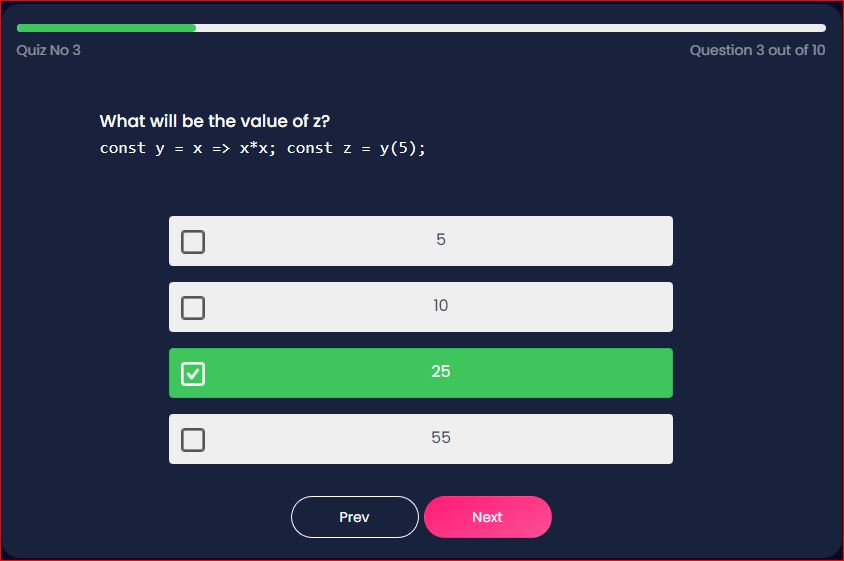 Quiz No 3
Question 3 out of 10
What will be the value of z?
const y = x => x*x; const z = y(5);
5
10
25
55
Prev
Next